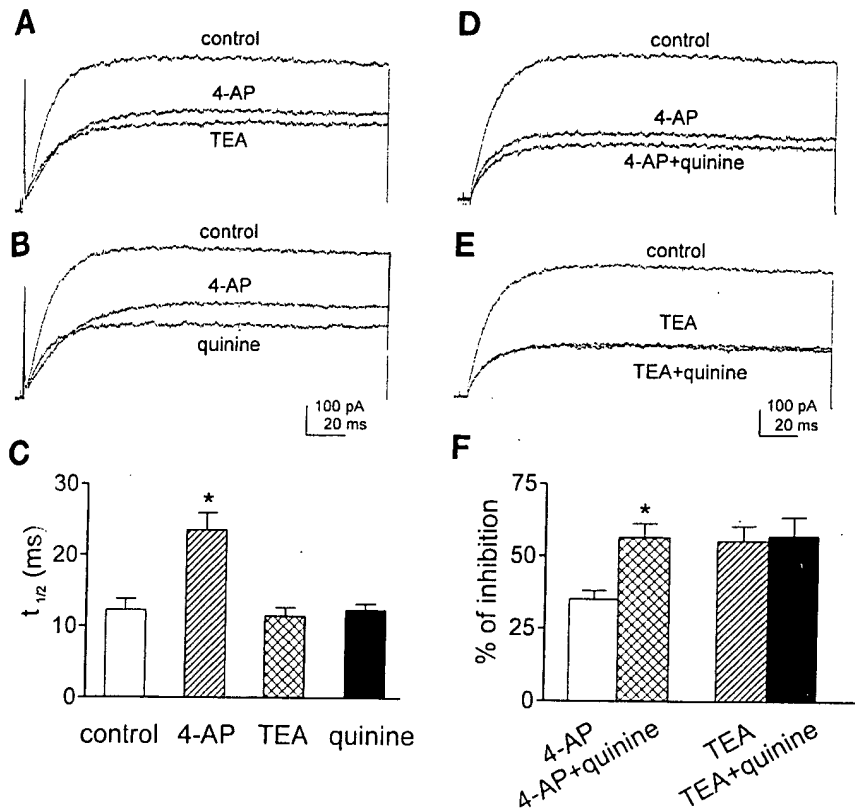 A
control
4-AP
TEA
B
control
4-AP
quinine
100 pA
20 ms
C
30
20
10
0
t 1/2 (ms)
*
control 4-AP TEA quinine
D
control
4-AP
4-AP+quinine
E
control
TEA
TEA+quinine
100 pA
20 ms
F
75
50
25
0
% of inhibition
*
4-AP
4-AP+quinine
TEA
TEA+quinine